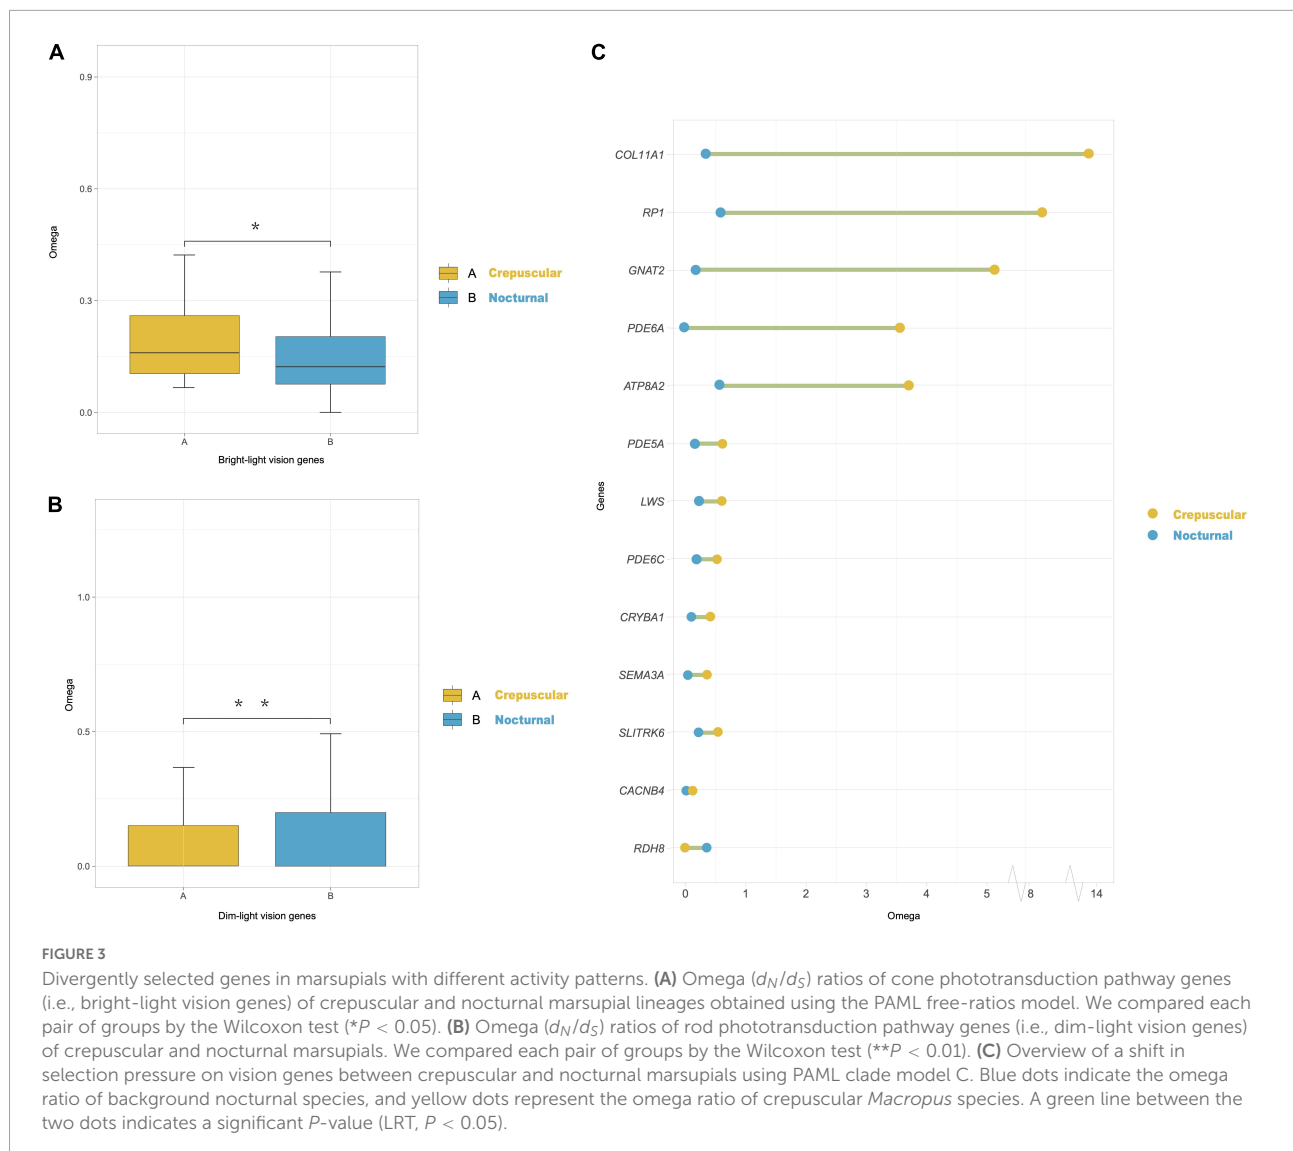 A
0.9
0.6
0.3
0.0
Omega
*
A
B
Bright-light vision genes
A Crepuscular
B Nocturnal
B
1.0
0.5
0.0
Omega
* *
A
B
Dim-light vision genes
A Crepuscular
B Nocturnal
C
COL11A1
RP1
GNAT2
PDE6A
ATP8A2
PDE5A
LWS
PDE6C
CRYBA1
SEMA3A
SLITRK6
CACNB4
RDH8
Genes
0 1 2 3 4 5 8 14
Omega
Crepuscular
Nocturnal
FIGURE 3
Divergently selected genes in marsupials with different activity patterns. (A) Omega (dN/dS) ratios of cone phototransduction pathway genes
(i.e., bright-light vision genes) of crepuscular and nocturnal marsupial lineages obtained using the PAML free-ratios model. We compared each
pair of groups by the Wilcoxon test (*P < 0.05). (B) Omega (dN/dS) ratios of rod phototransduction pathway genes (i.e., dim-light vision genes)
of crepuscular and nocturnal marsupials. We compared each pair of groups by the Wilcoxon test (**P < 0.01). (C) Overview of a shift in
selection pressure on vision genes between crepuscular and nocturnal marsupials using PAML clade model C. Blue dots indicate the omega
ratio of background nocturnal species, and yellow dots represent the omega ratio of crepuscular Macropus species. A green line between the
two dots indicates a significant P-value (LRT, P < 0.05).